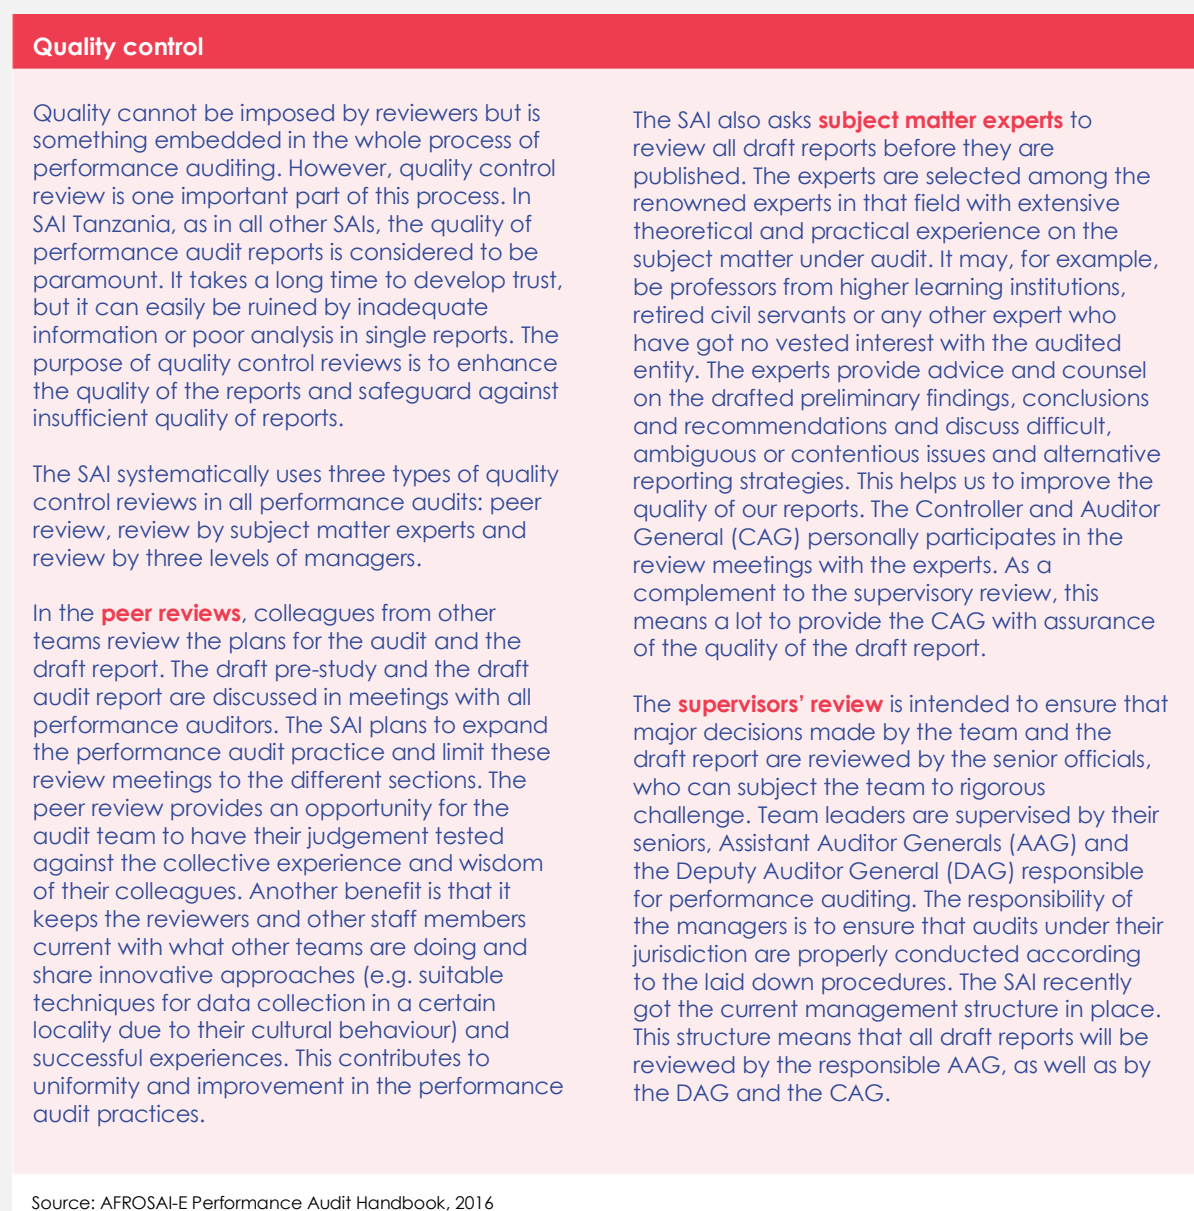 Quality control
Quality cannot be imposed by reviewers but is
something embedded in the whole process of
performance auditing. However, quality control
review is one important part of this process. In
SAI Tanzania, as in all other SAIs, the quality of
performance audit reports is considered to be
paramount. It takes a long time to develop trust,
but it can easily be ruined by inadequate
information or poor analysis in single reports. The
purpose of quality control reviews is to enhance
the quality of the reports and safeguard against
insufficient quality of reports.
The SAI systematically uses three types of quality
control reviews in all performance audits: peer
review, review by subject matter experts and
review by three levels of managers.
In the peer reviews, colleagues from other
teams review the plans for the audit and the
draft report. The draft pre-study and the draft
audit report are discussed in meetings with all
performance auditors. The SAI plans to expand
the performance audit practice and limit these
review meetings to the different sections. The
peer review provides an opportunity for the
audit team to have their judgement tested
against the collective experience and wisdom
of their colleagues. Another benefit is that it
keeps the reviewers and other staff members
current with what other teams are doing and
share innovative approaches (e.g. suitable
techniques for data collection in a certain
locality due to their cultural behaviour) and
successful experiences. This contributes to
uniformity and improvement in the performance
audit practices.
The SAI also asks subject matter experts to
review all draft reports before they are
published. The experts are selected among the
renowned experts in that field with extensive
theoretical and practical experience on the
subject matter under audit. It may, for example,
be professors from higher learning institutions,
retired civil servants or any other expert who
have got no vested interest with the audited
entity. The experts provide advice and counsel
on the drafted preliminary findings, conclusions
and recommendations and discuss difficult,
ambiguous or contentious issues and alternative
reporting strategies. This helps us to improve the
quality of our reports. The Controller and Auditor
General (CAG) personally participates in the
review meetings with the experts. As a
complement to the supervisory review, this
means a lot to provide the CAG with assurance
of the quality of the draft report.
The supervisors’ review is intended to ensure that
major decisions made by the team and the
draft report are reviewed by the senior officials,
who can subject the team to rigorous
challenge. Team leaders are supervised by their
seniors, Assistant Auditor Generals (AAG) and
the Deputy Auditor General (DAG) responsible
for performance auditing. The responsibility of
the managers is to ensure that audits under their
jurisdiction are properly conducted according
to the laid down procedures. The SAI recently
got the current management structure in place.
This structure means that all draft reports will be
reviewed by the responsible AAG, as well as by
the DAG and the CAG.
Source: AFROSAI-E Performance Audit Handbook, 2016